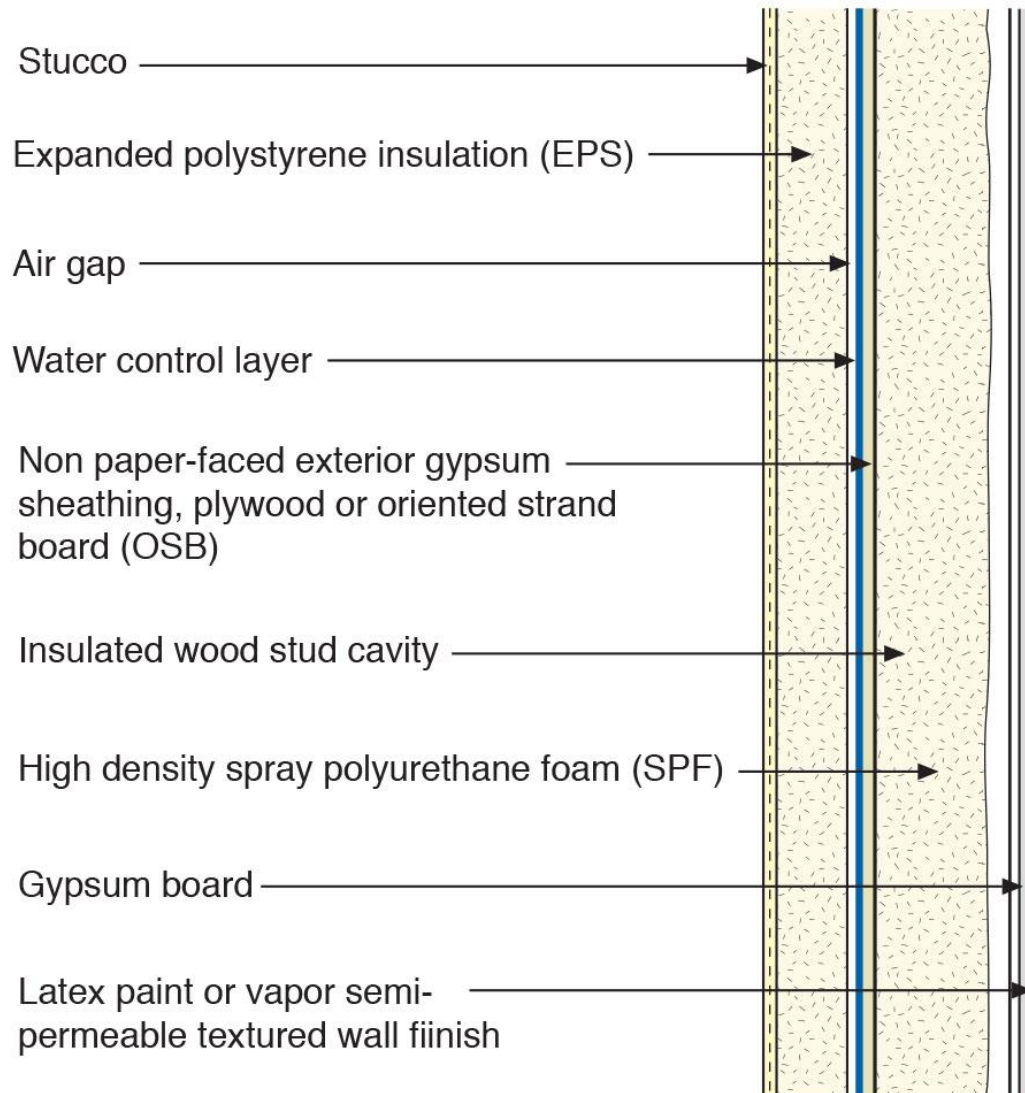 Stucco
Expanded polystyrene insulation (EPS)
Air gap
Water control layer
Non paper-faced exterior gypsum
sheathing, plywood or oriented strand
board (OSB)
Insulated wood stud cavity
High density spray polyurethane foam (SPF)
Gypsum board
Latex paint or vapor semi-
permeable textured wall fiinish